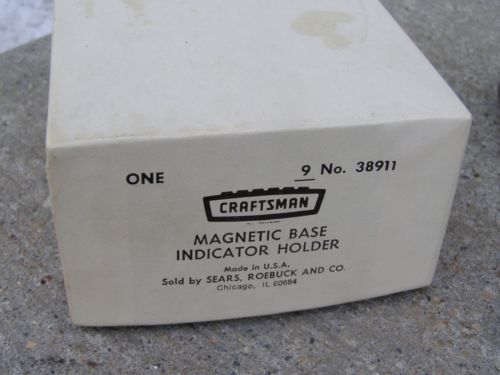 ONE 9 No. 38911
CRAFTSMAN
MAGNETIC BASE
INDICATOR HOLDER
Made in U.S.A.
Sold by SEARS, ROEBUCK AND CO.
Chicago, IL 60684